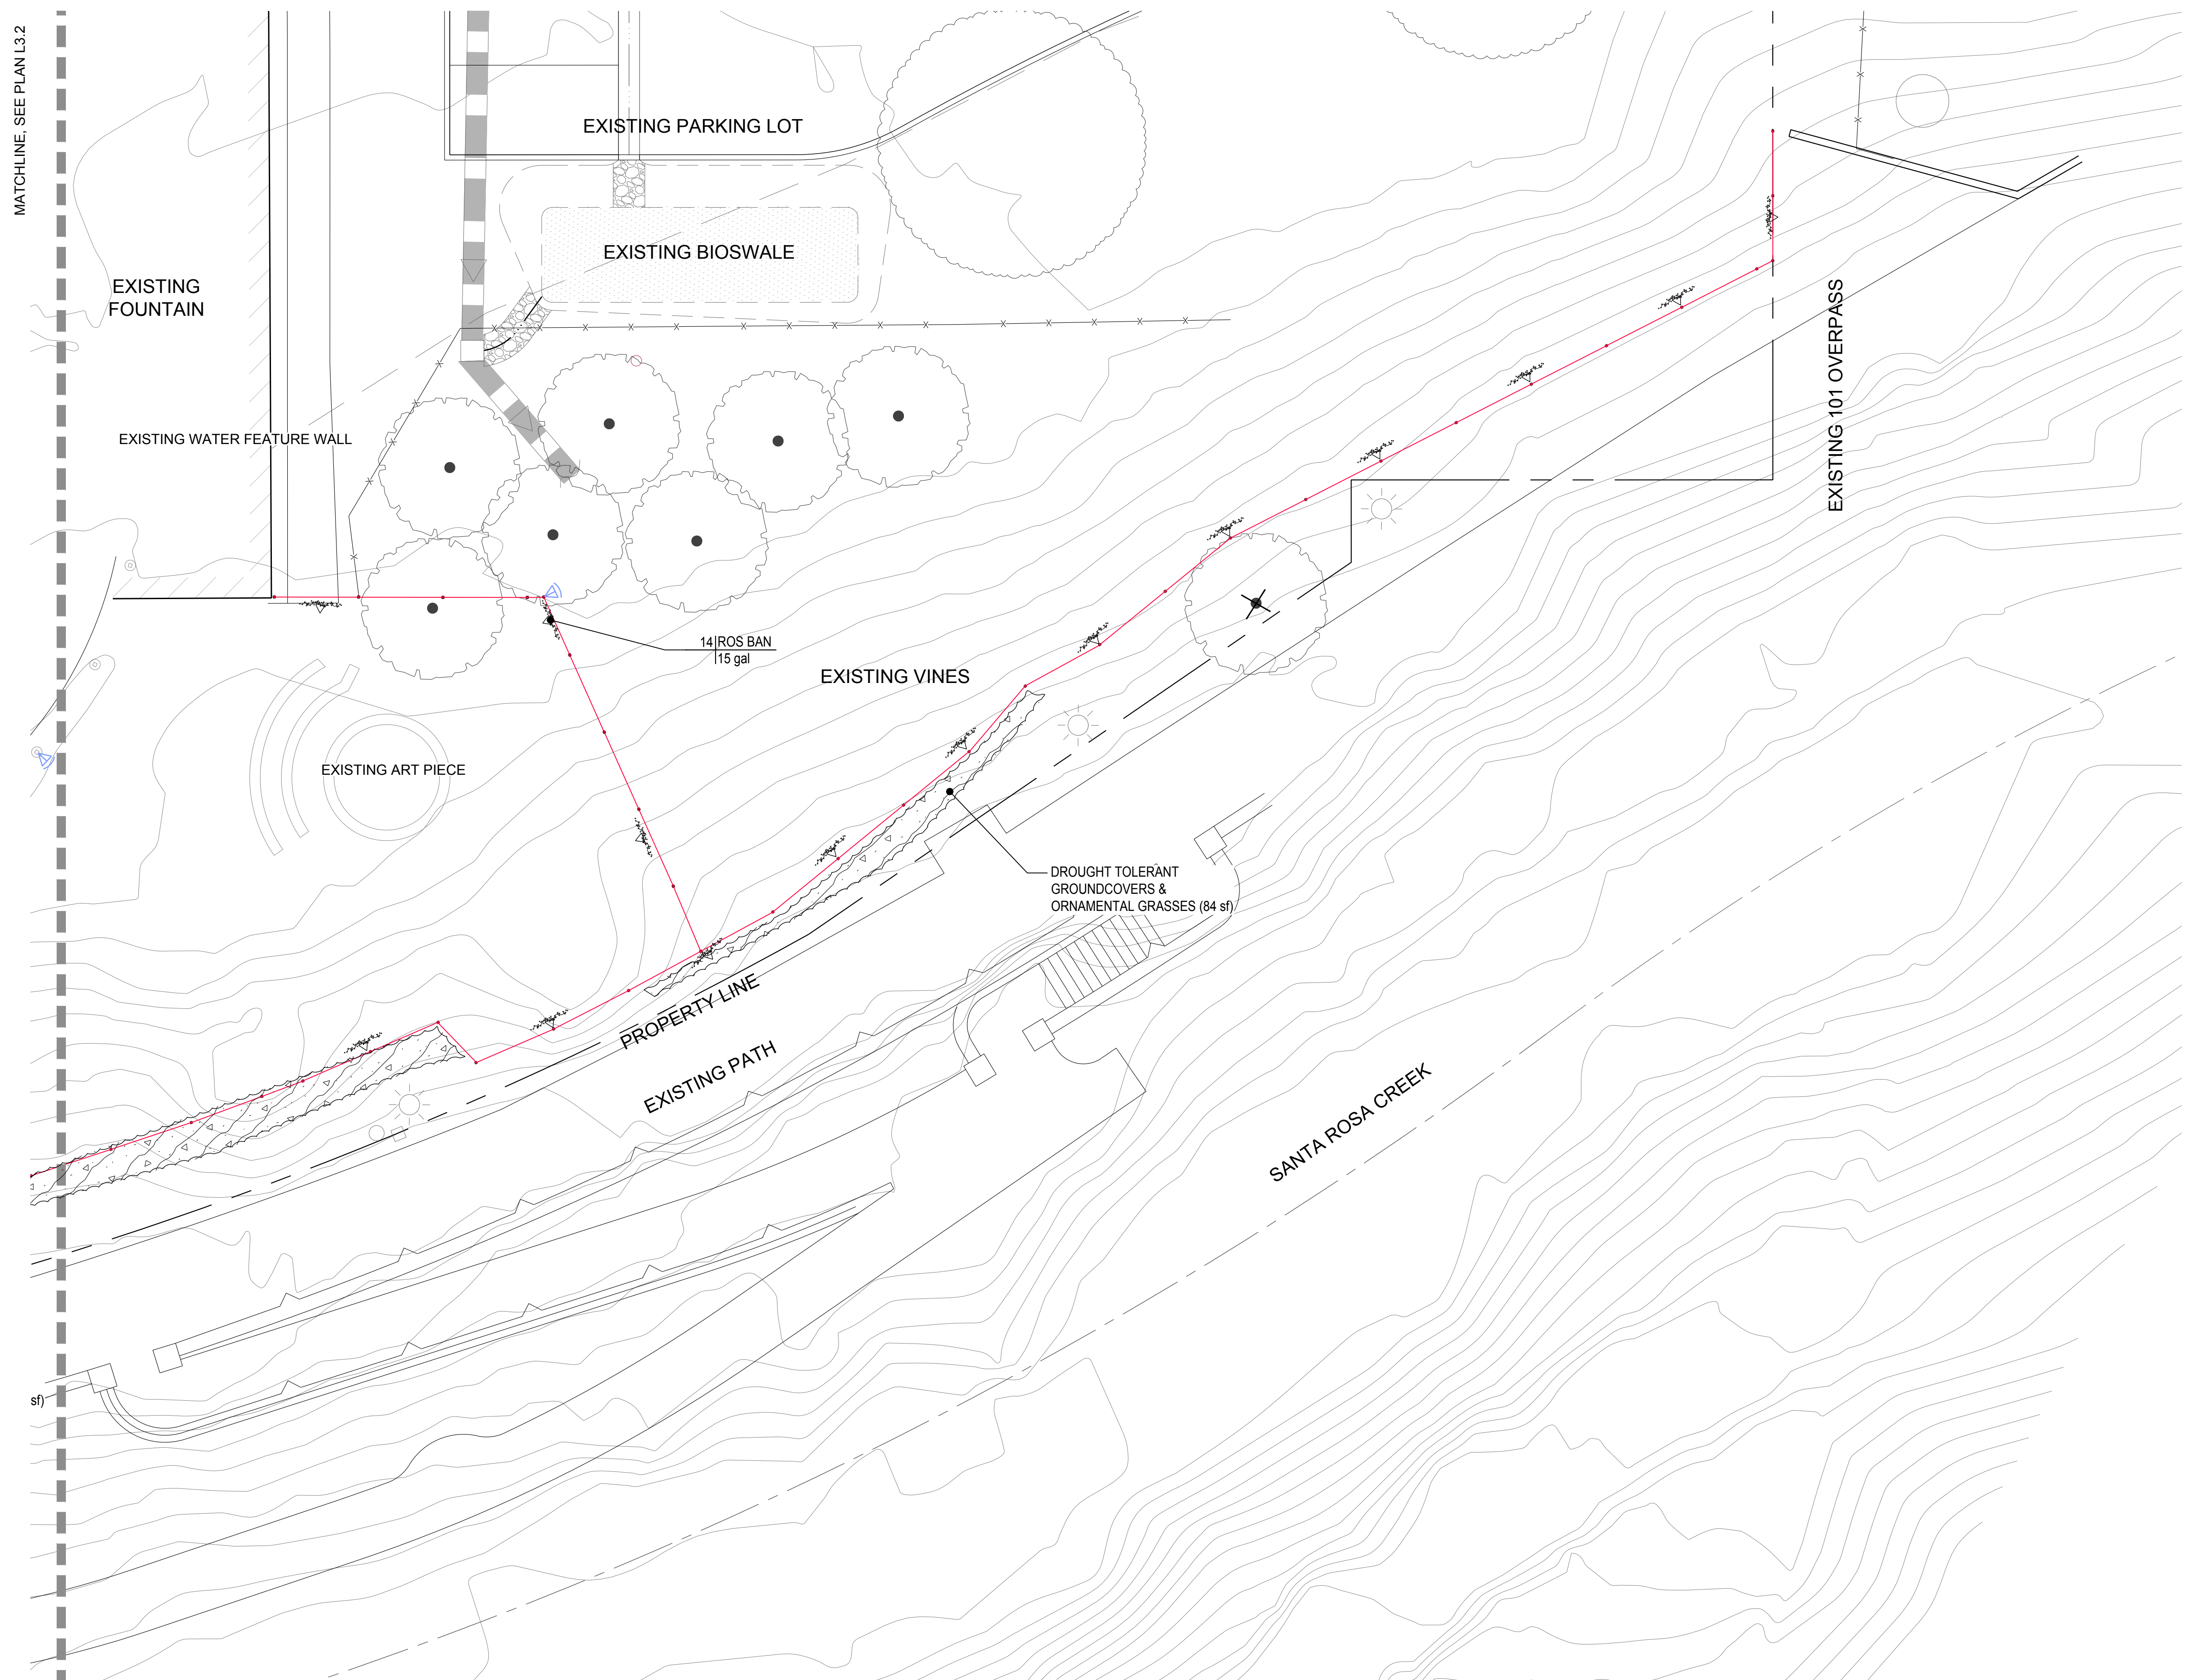 MATCHLINE, SEE PLAN L3.2
EXISTING PARKING LOT
EXISTING BIOSWALE
EXISTING
FOUNTAIN
EXISTING 101 OVERPASS
EXISTING WATER FEATURE WALL
14 ROS BAN
15 gal
EXISTING VINES
EXISTING ART PIECE
DROUGHT TOLERANT
GROUNDCOVERS &
ORNAMENTAL GRASSES (84 sf)
PROPERTY LINE
EXISTING PATH
SANTA ROSA CREEK
sf)